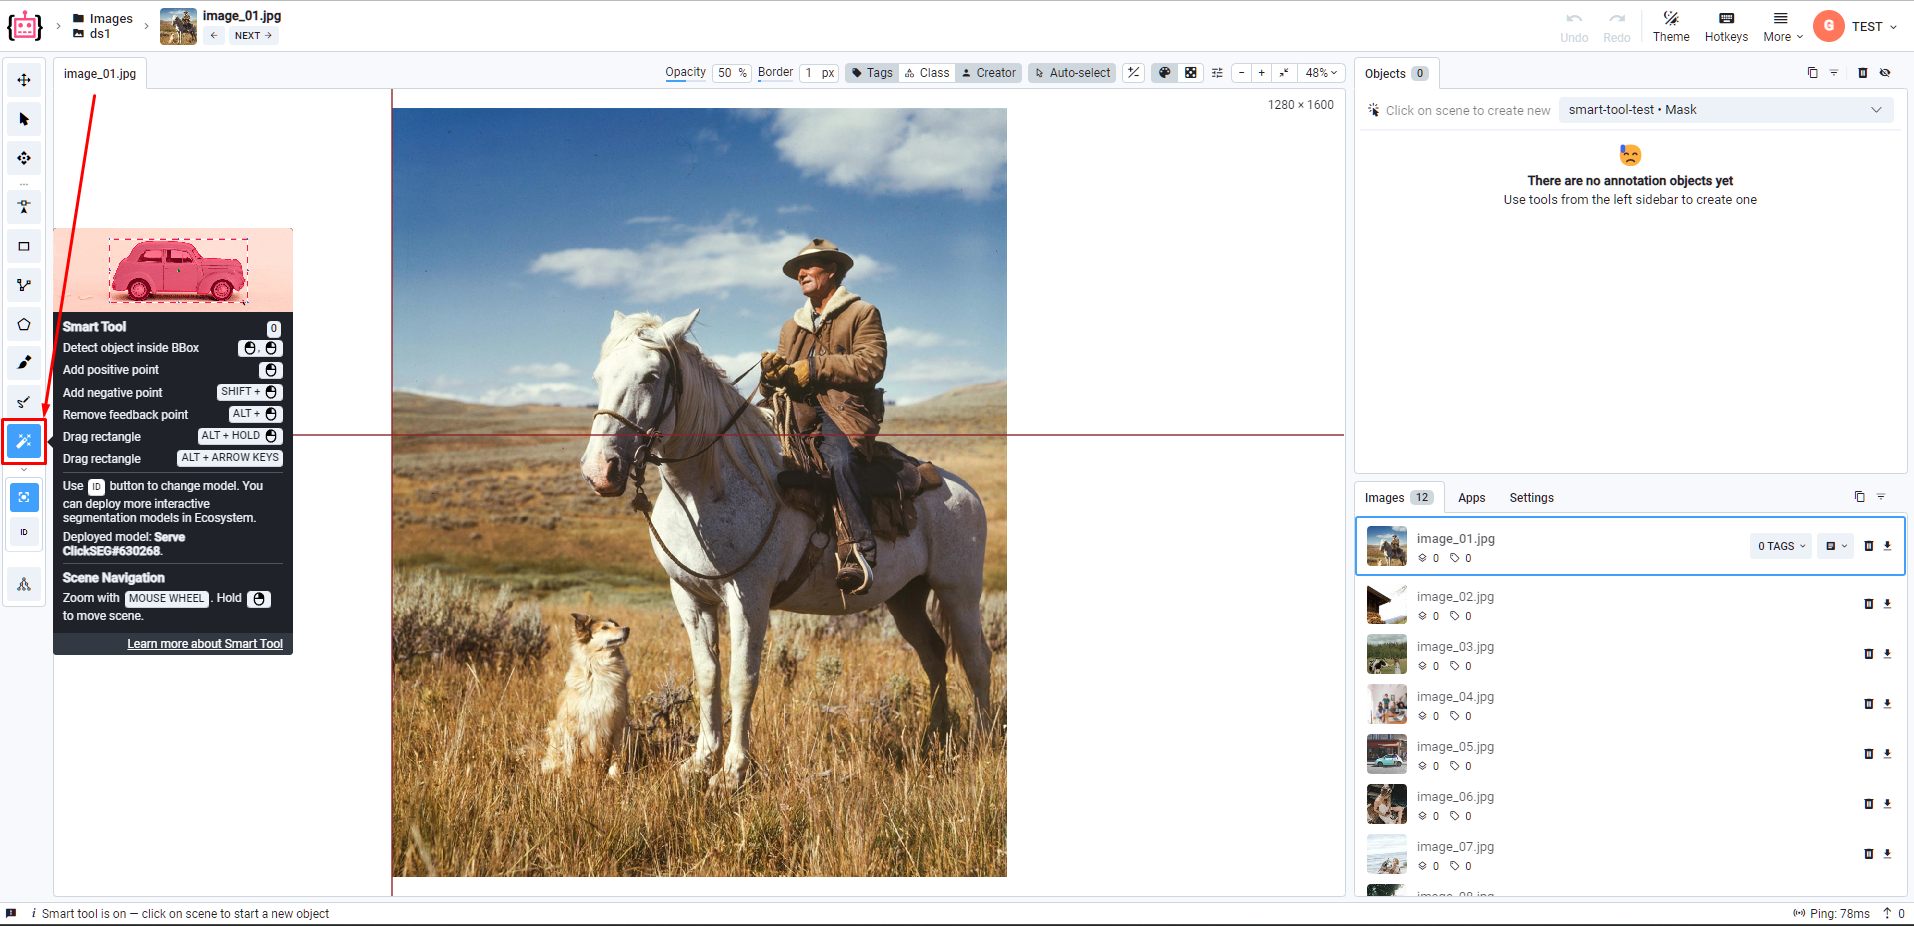 Images
ds1
image_01.jpg
NEXT
Undo
Redo
Theme
Hotkeys
More
G
TEST
image_01.jpg
Opacity 50 % Border 1 px Tags Class Creator Auto-select 48%
1280 × 1600
Smart Tool 0
Detect object inside BBox ,
Add positive point
Add negative point SHIFT +
Remove feedback point ALT +
Drag rectangle ALT + HOLD
Drag rectangle ALT + ARROW KEYS
Use ID button to change model. You
can deploy more interactive
segmentation models in Ecosystem.
Deployed model: Serve
ClickSEG#630268.
Scene Navigation
Zoom with MOUSE WHEEL . Hold
to move scene.
Learn more about Smart Tool
ID
Objects 0
Click on scene to create new smart-tool-test • Mask
There are no annotation objects yet
Use tools from the left sidebar to create one
Images 12 Apps Settings
image_01.jpg
0 0
0 TAGS
image_02.jpg
0 0
image_03.jpg
0 0
image_04.jpg
0 0
image_05.jpg
0 0
image_06.jpg
0 0
image_07.jpg
0 0
i Smart tool is on — click on scene to start a new object
Ping: 78ms 0